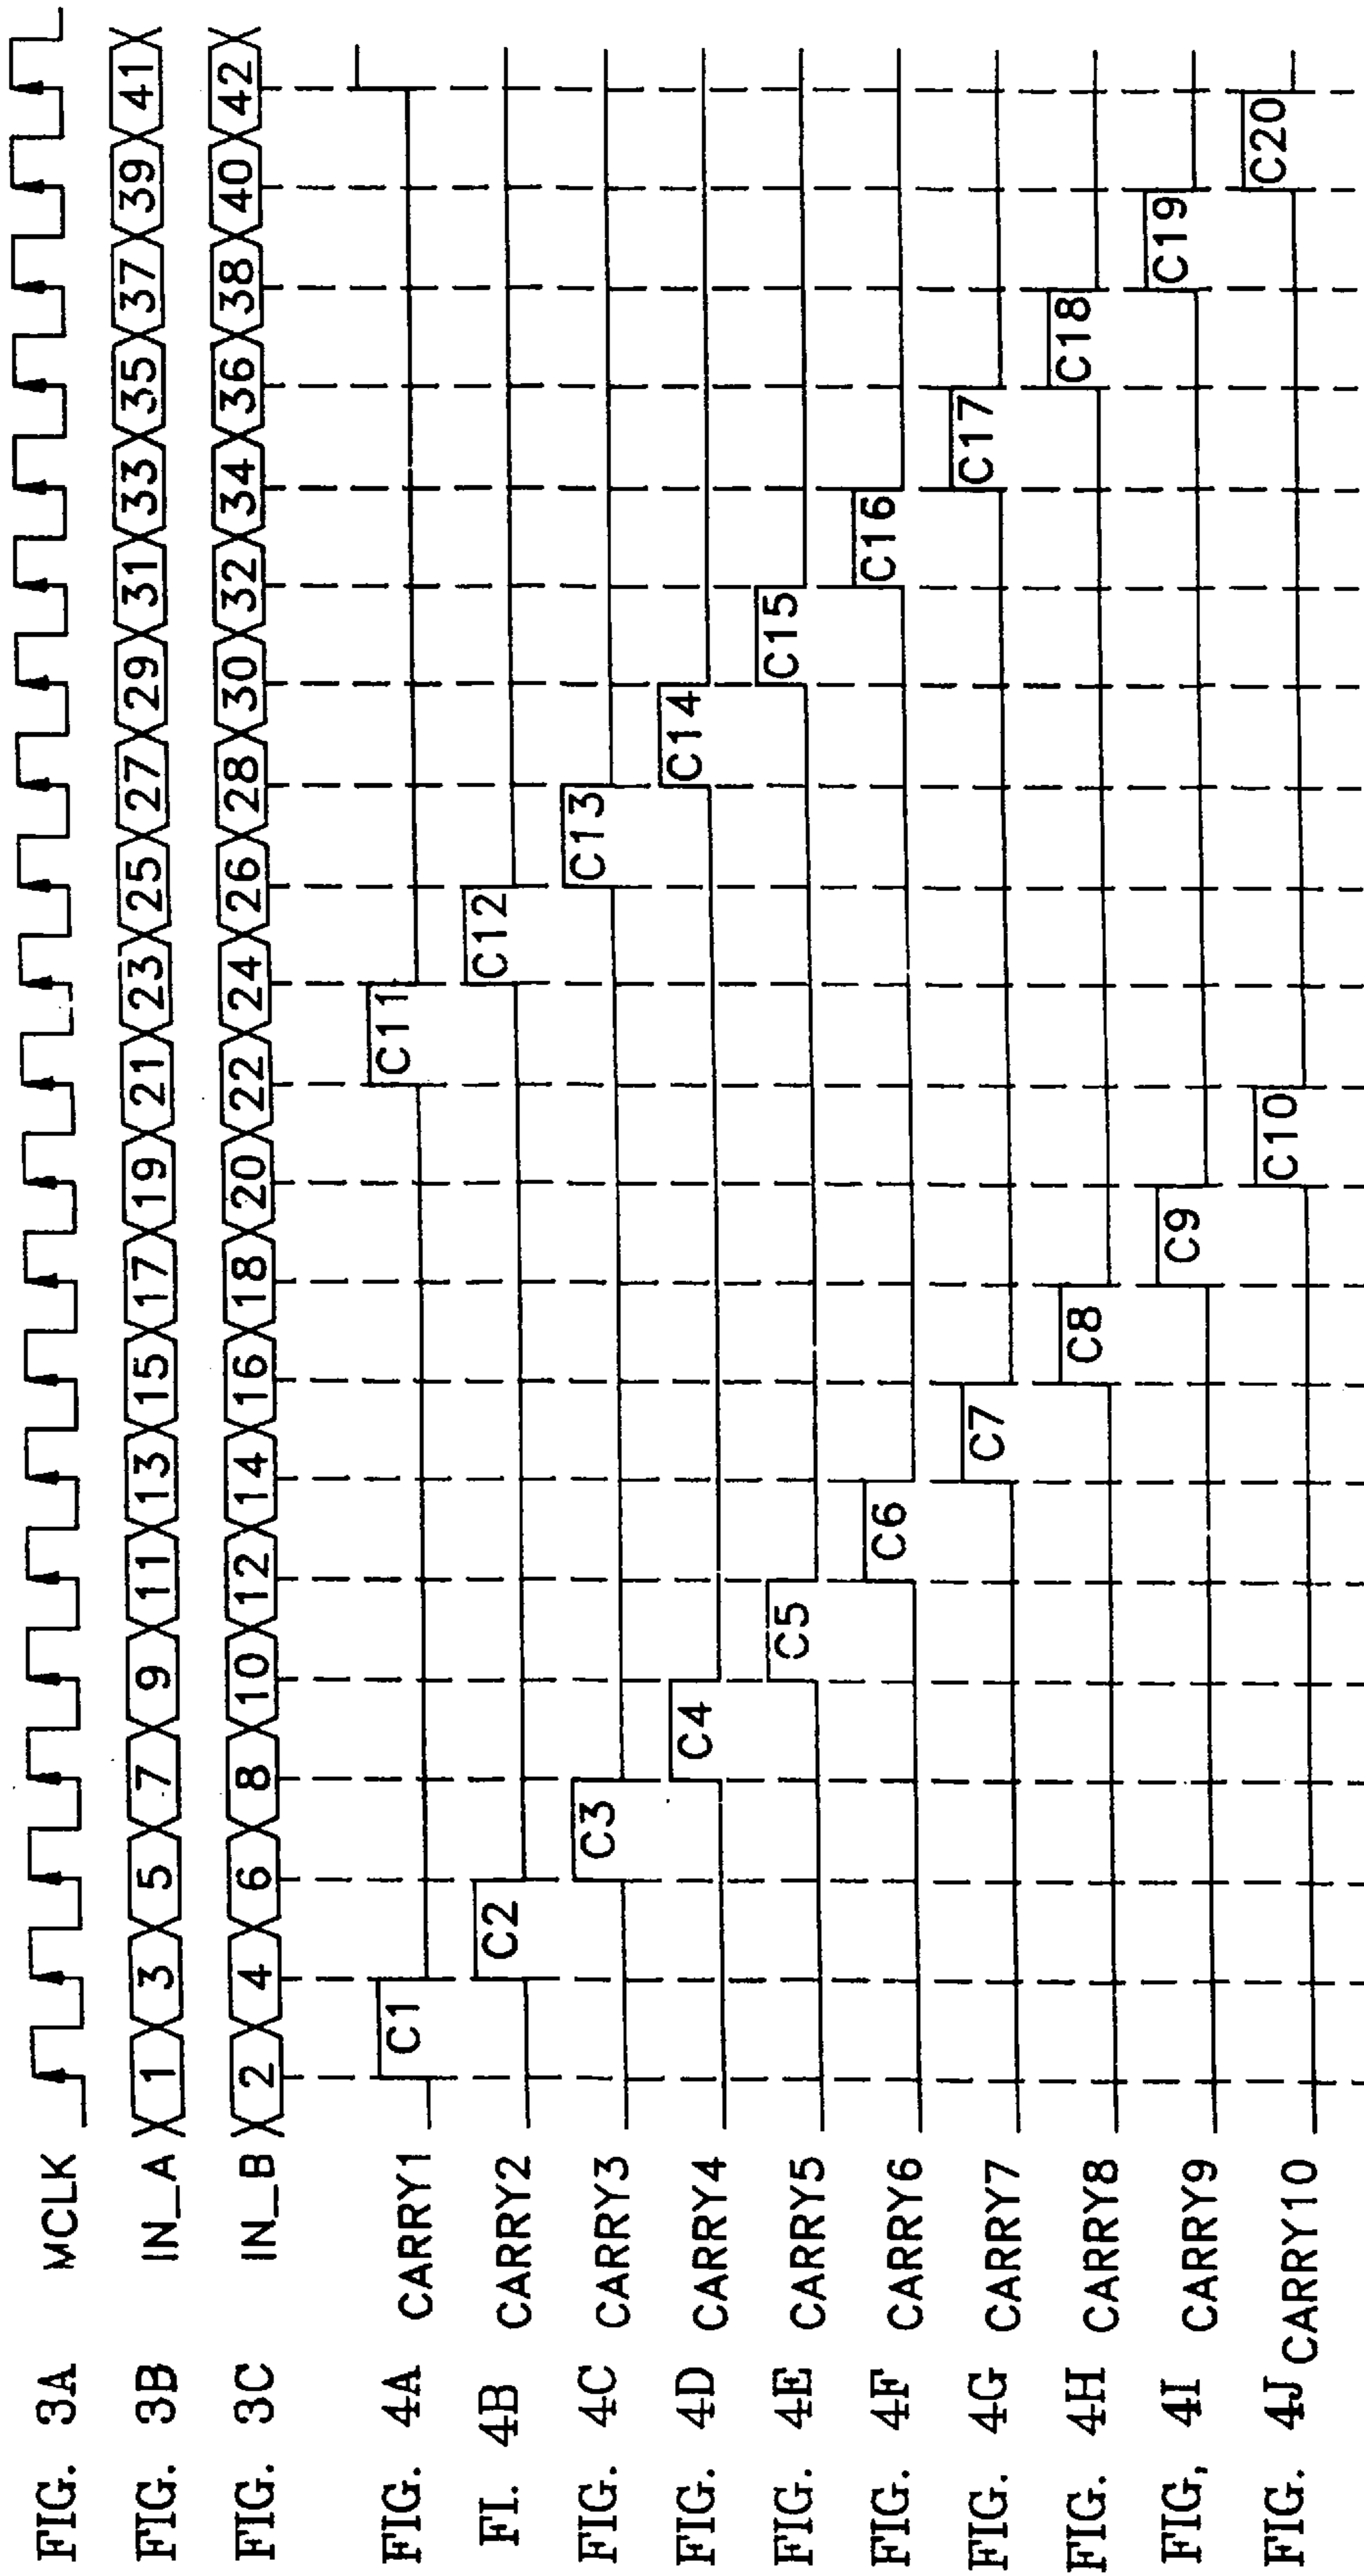 FIG. 3A MCLK
FIG. 3B IN_A 1 3 5 7 9 11 13 15 17 19 21 23 25 27 29 31 33 35 37 39 41
FIG. 3C IN_B 2 4 6 8 10 12 14 16 18 20 22 24 26 28 30 32 34 36 38 40 42
FIG. 4A CARRY1 C1 C11
FI. 4B CARRY2 C2 C12
FIG. 4C CARRY3 C3 C13
FIG. 4D CARRY4 C4 C14
FIG. 4E CARRY5 C5 C15
FIG. 4F CARRY6 C6 C16
FIG. 4G CARRY7 C7 C17
FIG. 4H CARRY8 C8 C18
FIG, 4I CARRY9 C9 C19
FIG. 4J CARRY10 C10 C20